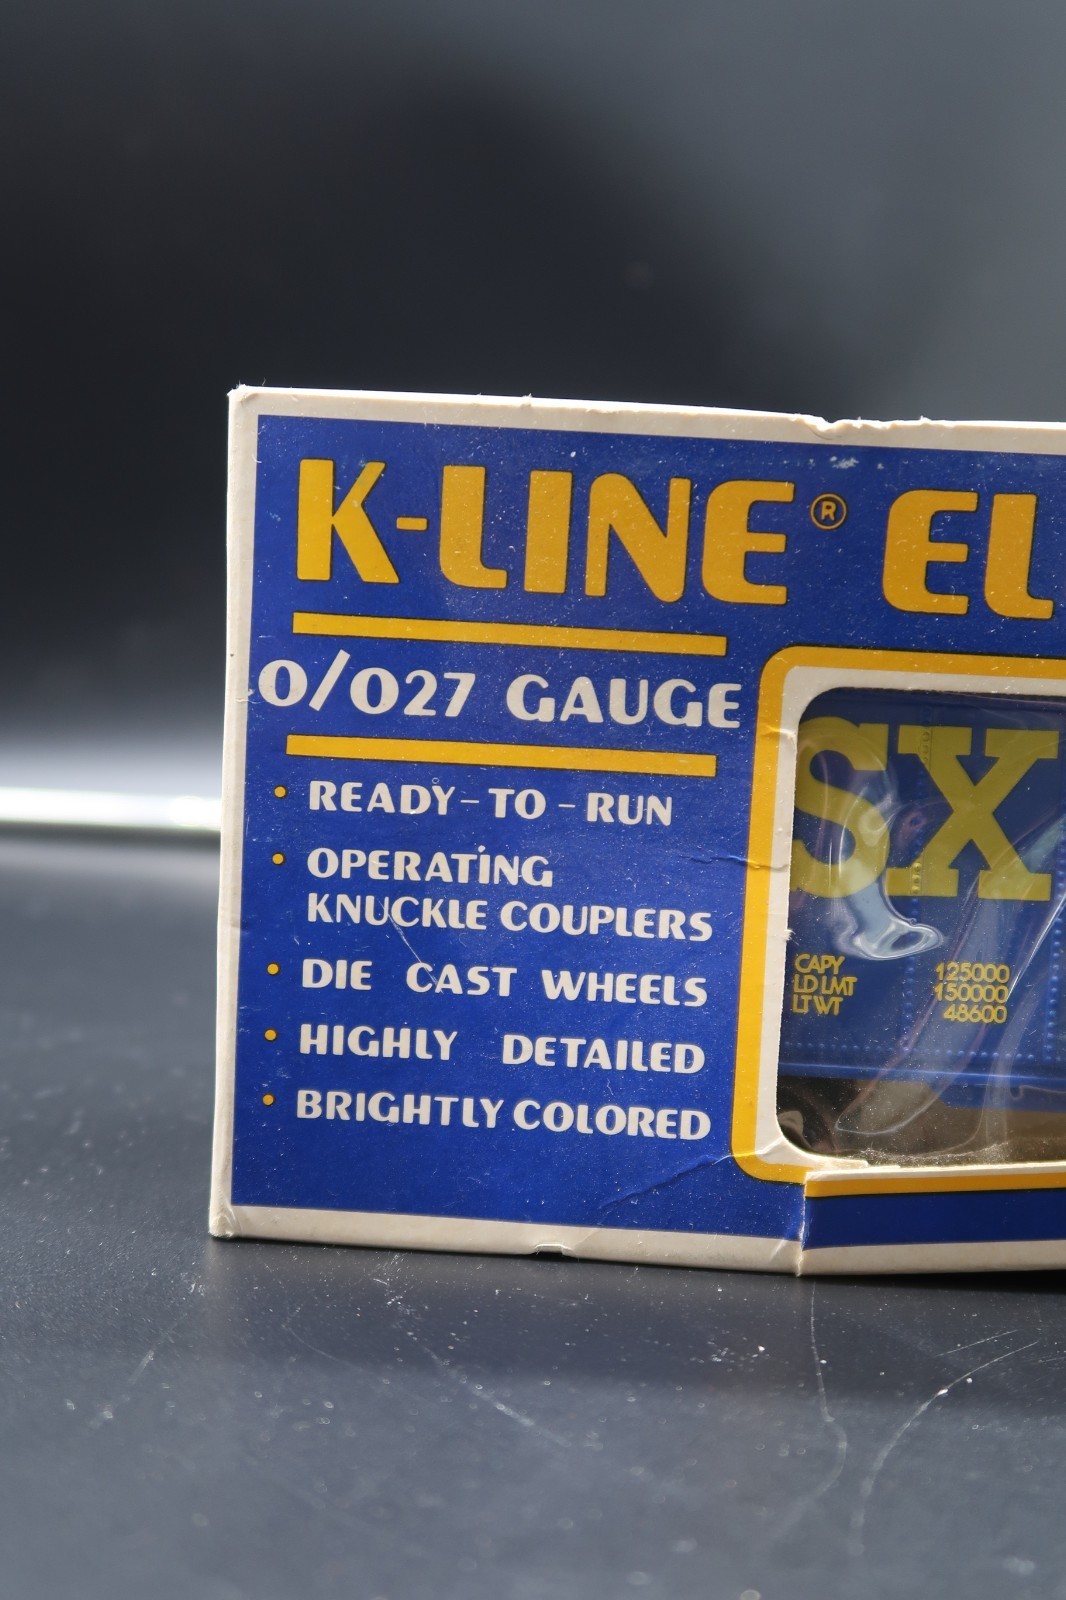 K-LINE® EL
0/027 GAUGE
• READY-TO-RUN
• OPERATING
KNUCKLE COUPLERS
• DIE CAST WHEELS
• HIGHLY DETAILED
• BRIGHTLY COLORED
SX
CAPY 125000
LD LMT 150000
LT WT 48600